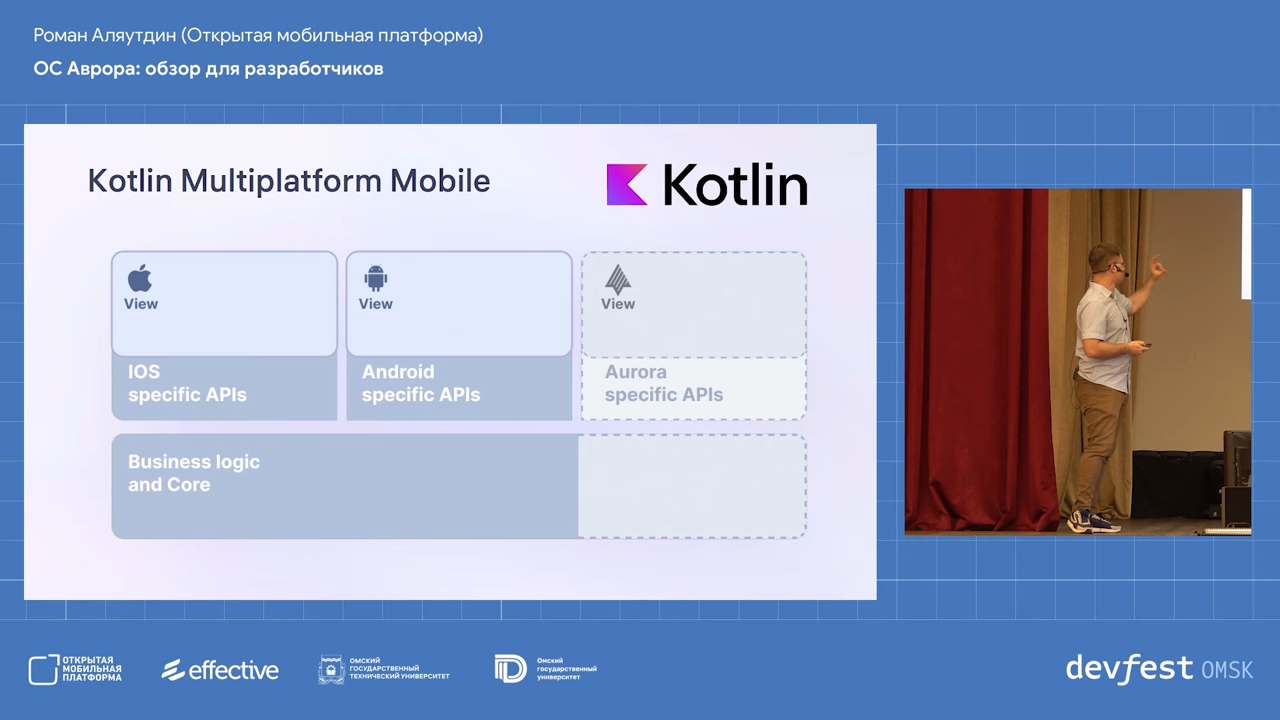 Роман Аляутдин (Открытая мобильная платформа)
ОС Аврора: обзор для разработчиков
Kotlin Multiplatform Mobile
Kotlin
View
View
View
IOS
specific APIs
Android
specific APIs
Aurora
specific APIs
Business logic
and Core
ОТКРЫТАЯ
МОБИЛЬНАЯ
ПЛАТФОРМА
effective
ОМСКИЙ
ГОСУДАРСТВЕННЫЙ
ТЕХНИЧЕСКИЙ УНИВЕРСИТЕТ
Омский
государственный
университет
devfest OMSK